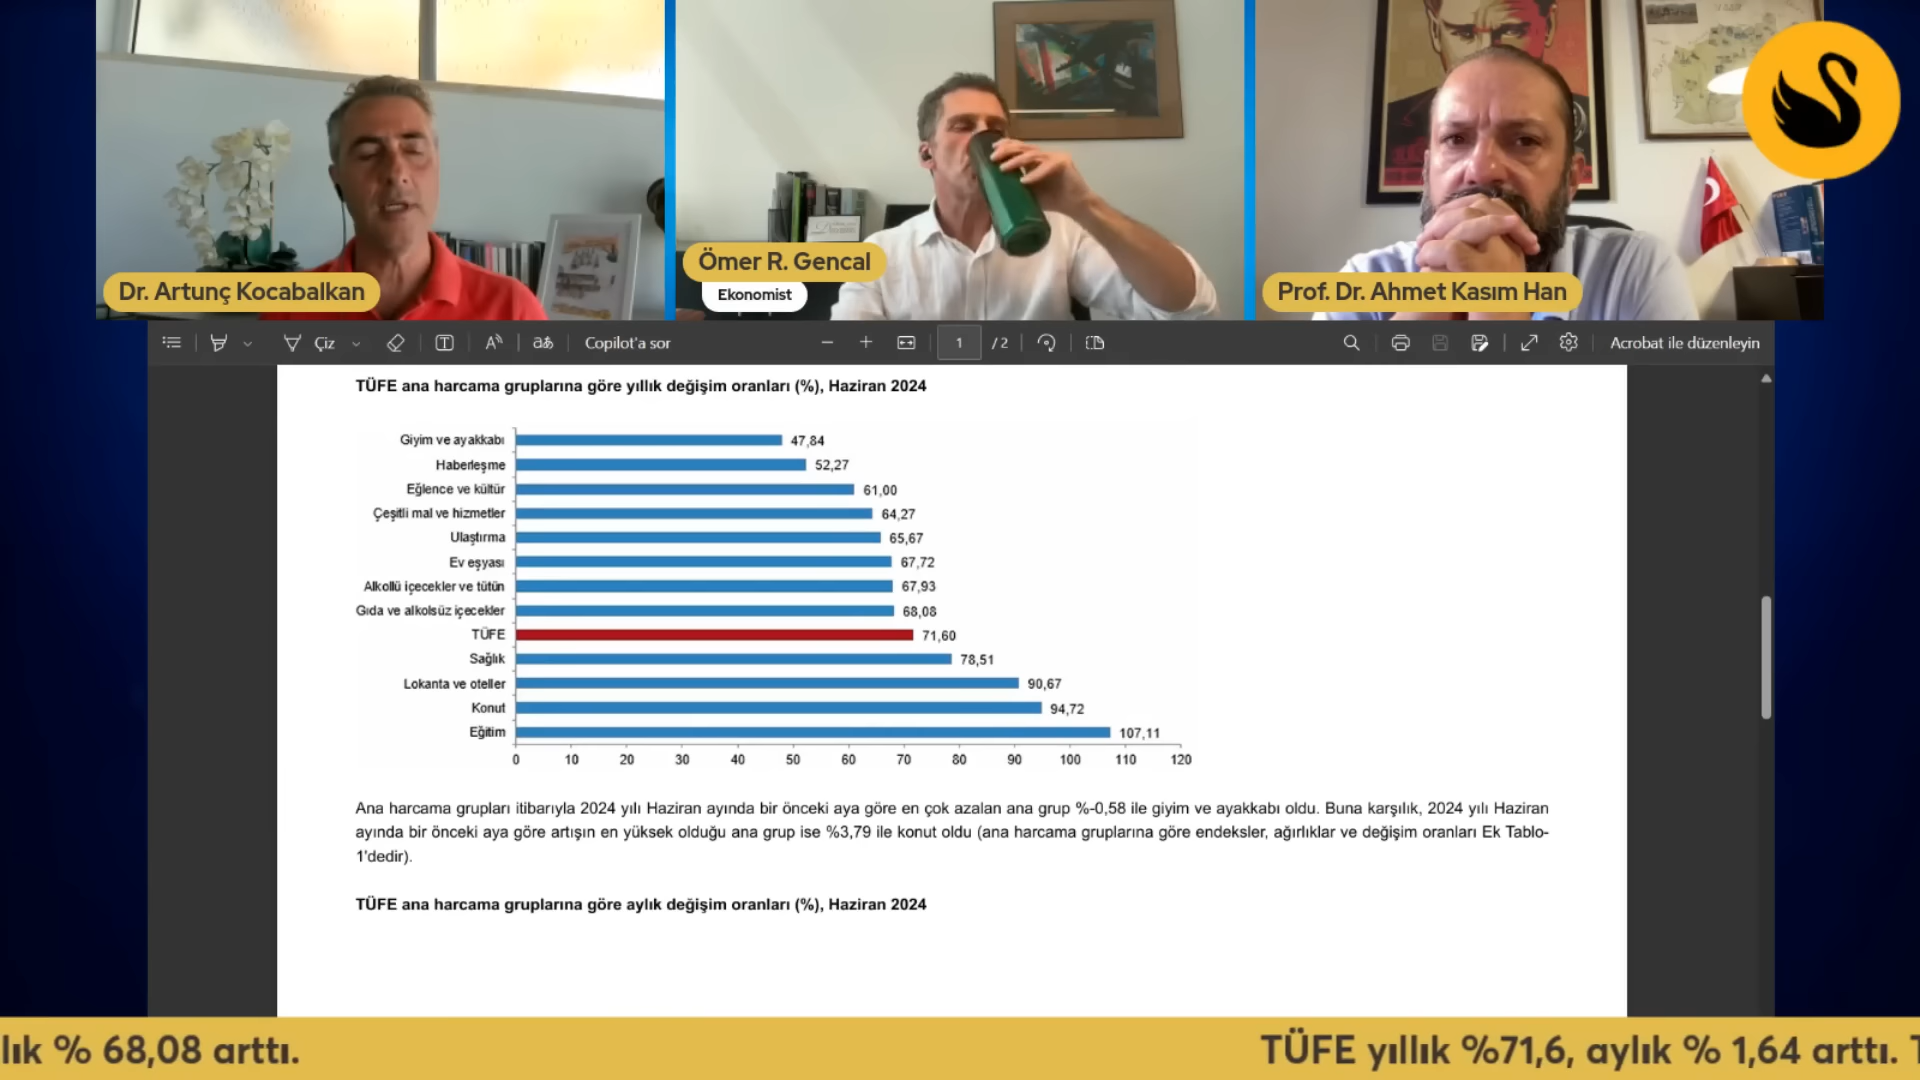 Dr. Artunç Kocabalkan
Ömer R. Gencal
Ekonomist
Prof. Dr. Ahmet Kasım Han
Çiz
Copilot'a sor
1 / 2
Acrobat ile düzenleyin
TÜFE ana harcama gruplarına göre yıllık değişim oranları (%), Haziran 2024
Giyim ve ayakkabı 47,84
Haberleşme 52,27
Eğlence ve kültür 61,00
Çeşitli mal ve hizmetler 64,27
Ulaştırma 65,67
Ev eşyası 67,72
Alkollü içecekler ve tütün 67,93
Gıda ve alkolsüz içecekler 68,08
TÜFE 71,60
Sağlık 78,51
Lokanta ve oteller 90,67
Konut 94,72
Eğitim 107,11
0 10 20 30 40 50 60 70 80 90 100 110 120
Ana harcama grupları itibarıyla 2024 yılı Haziran ayında bir önceki aya göre en çok azalan ana grup %-0,58 ile giyim ve ayakkabı oldu. Buna karşılık, 2024 yılı Haziran
ayında bir önceki aya göre artışın en yüksek olduğu ana grup ise %3,79 ile konut oldu (ana harcama gruplarına göre endeksler, ağırlıklar ve değişim oranları Ek Tablo-
1'dedir).
TÜFE ana harcama gruplarına göre aylık değişim oranları (%), Haziran 2024
lık % 68,08 arttı. TÜFE yıllık %71,6, aylık % 1,64 arttı.